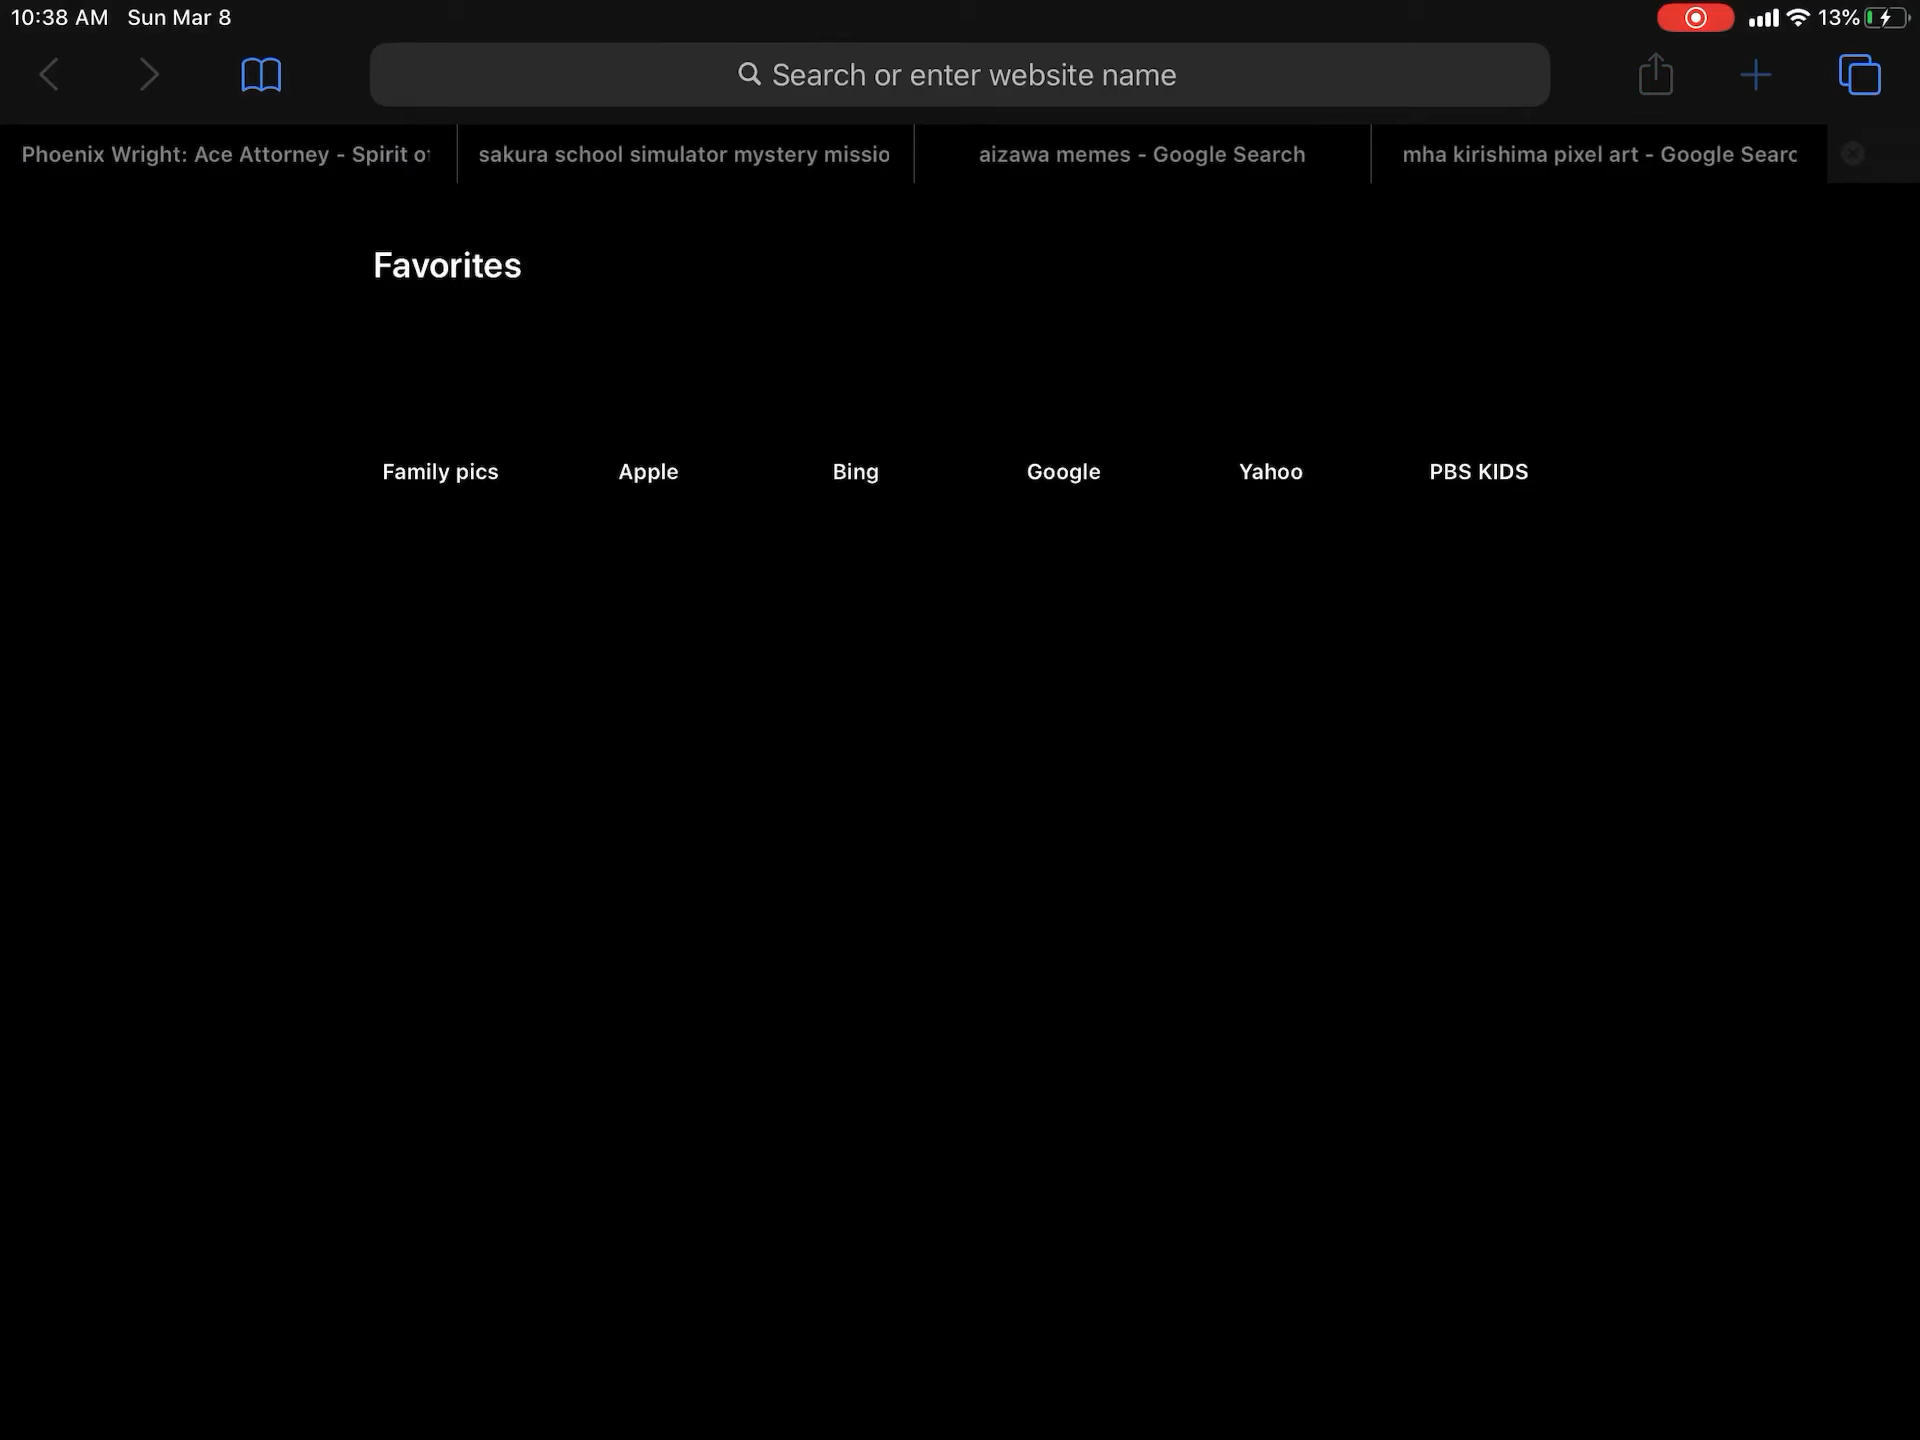 10:38 AM Sun Mar 8 13%
Search or enter website name
Phoenix Wright: Ace Attorney - Spirit of
sakura school simulator mystery missio
aizawa memes - Google Search
mha kirishima pixel art - Google Searc
Favorites
Family pics
Apple
Bing
Google
Yahoo
PBS KIDS